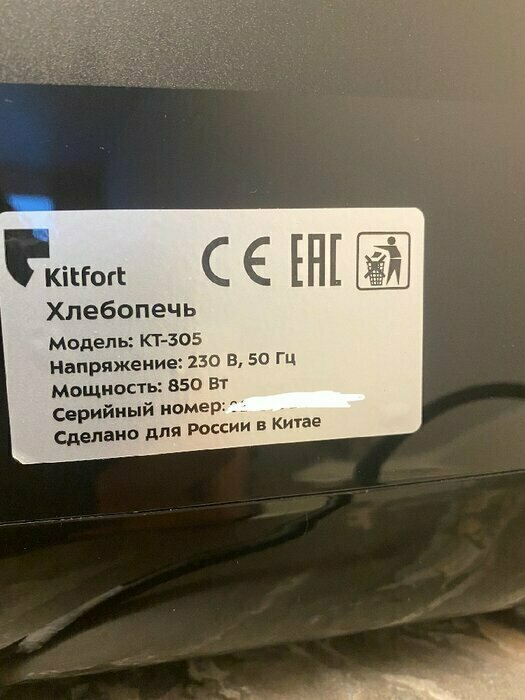 Kitfort
CE EAC
Хлебопечь
Модель: КТ-305
Напряжение: 230 В, 50 Гц
Мощность: 850 Вт
Серийный номер:
Сделано для России в Китае